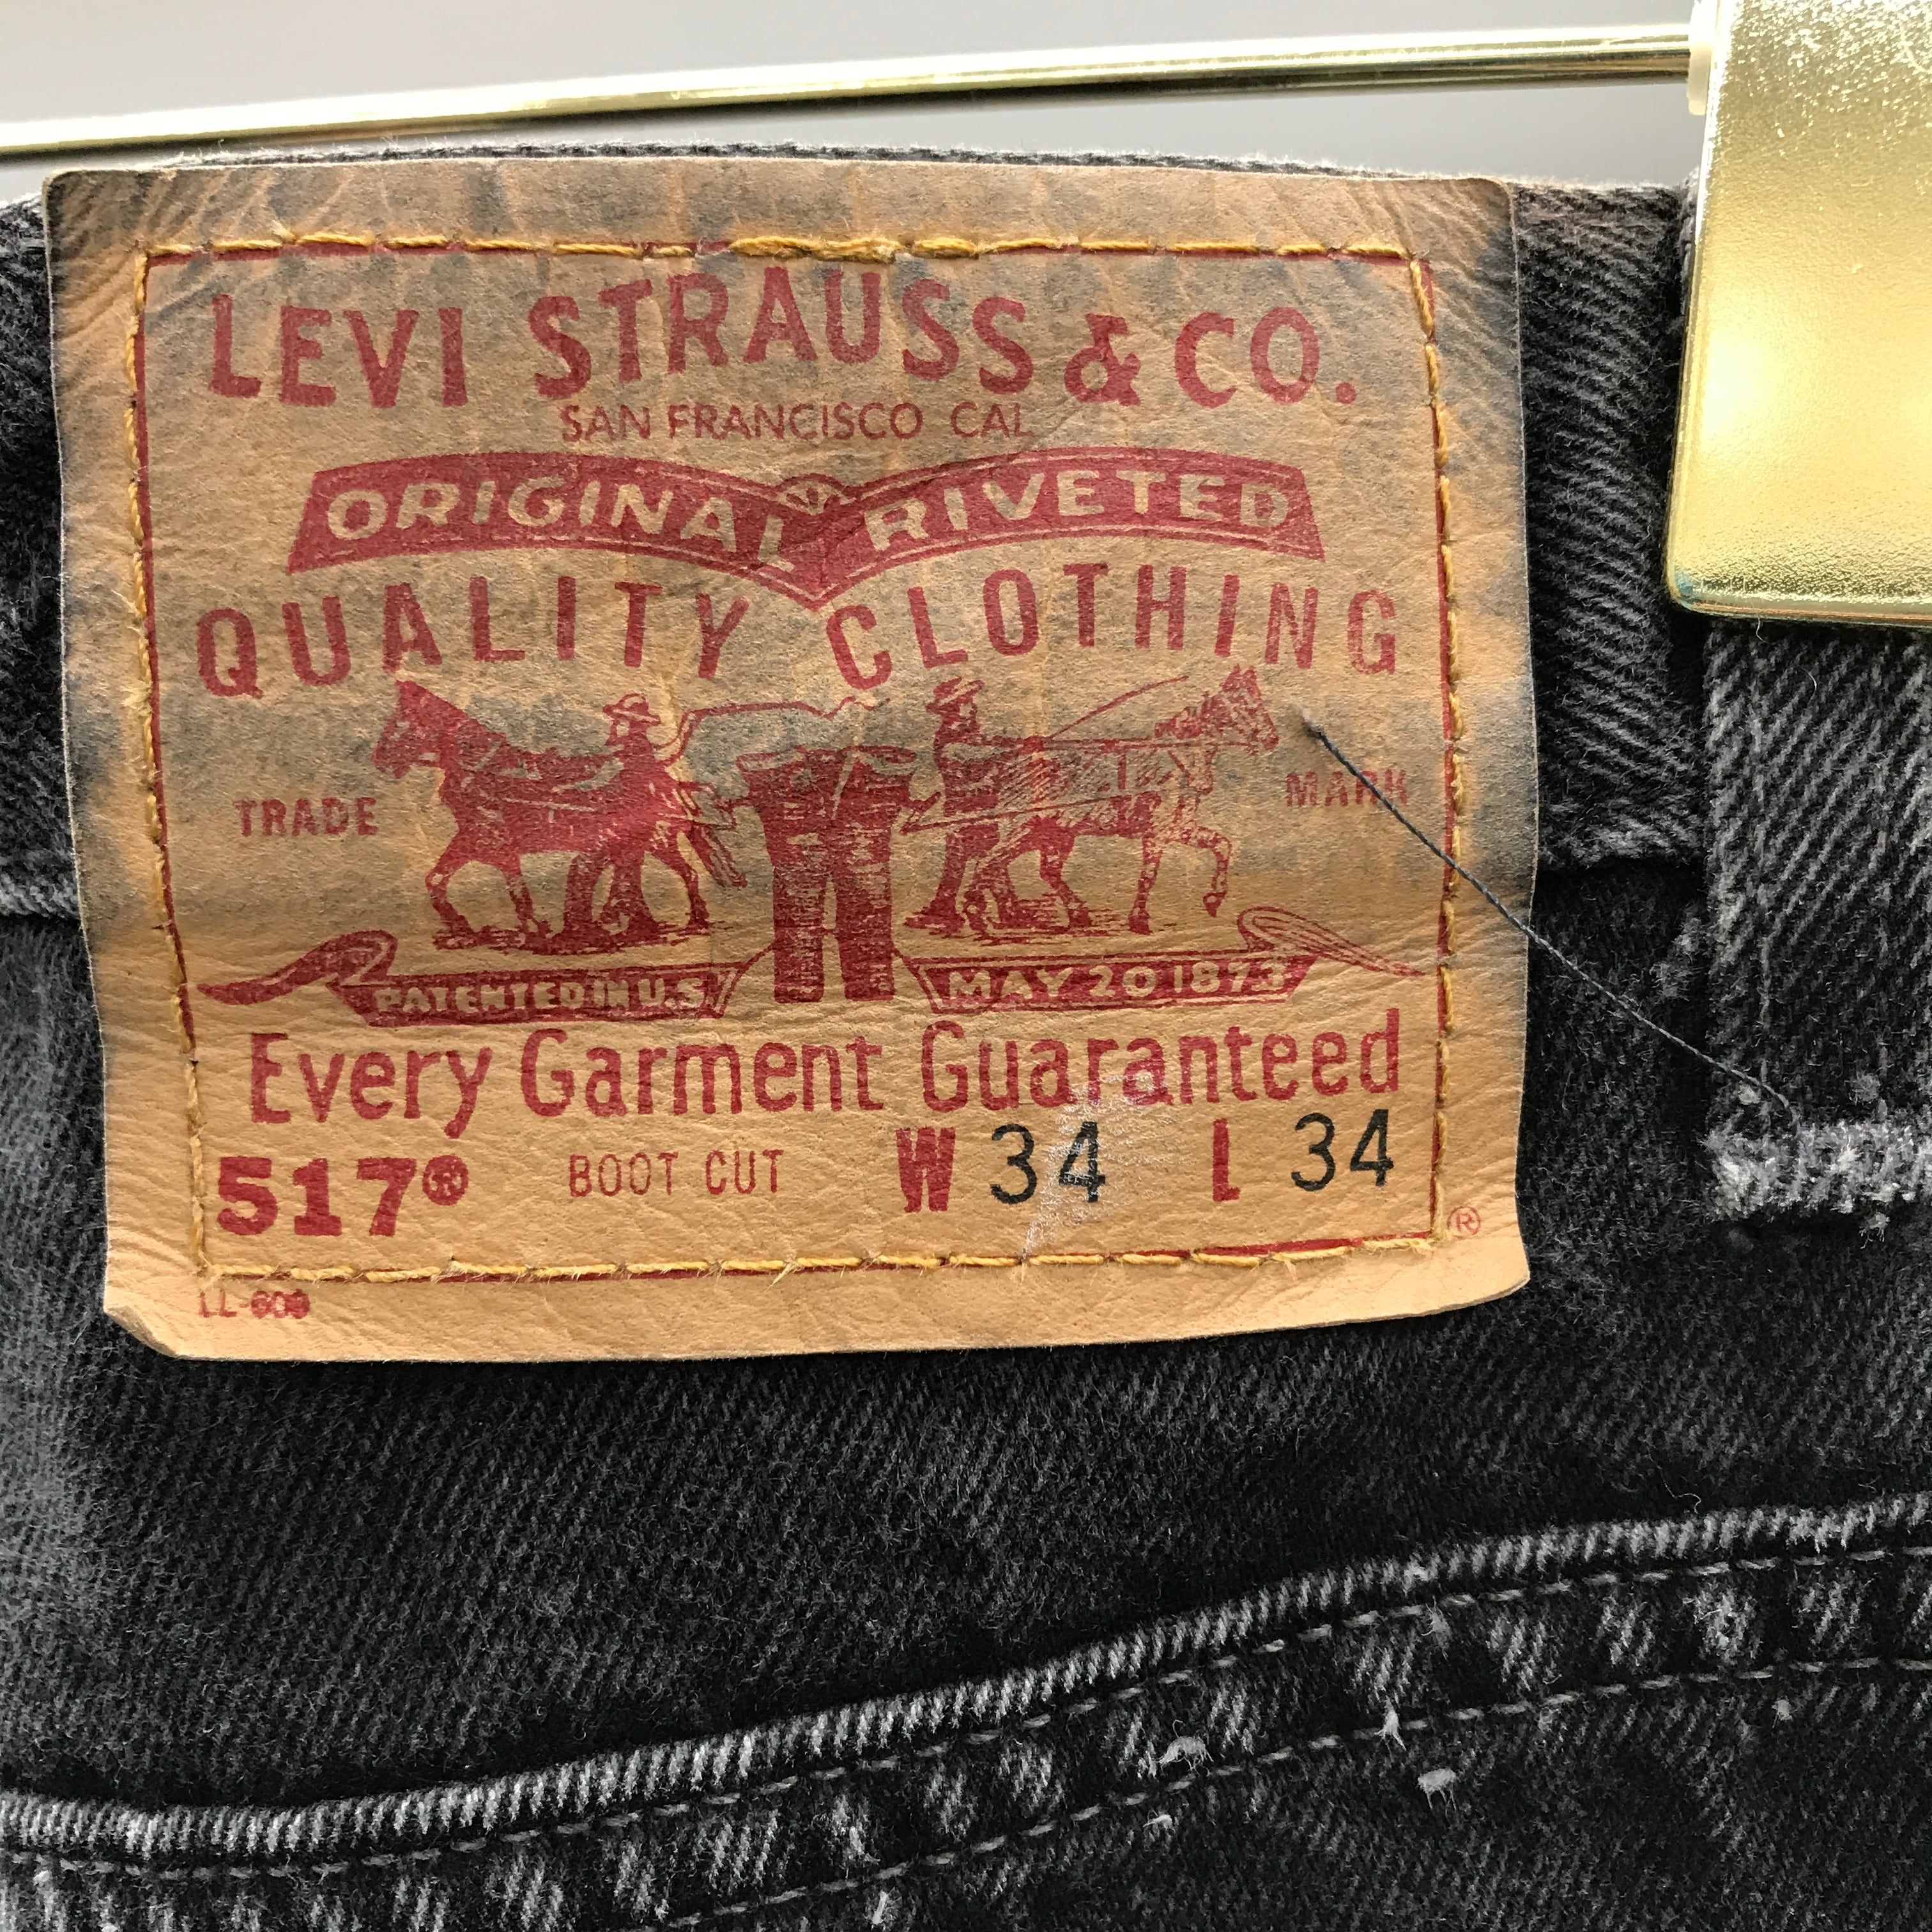 LEVI STRAUSS & CO.
SAN FRANCISCO CAL
ORIGINAL RIVETED
QUALITY CLOTHING
TRADE MARK
PATENTED IN U.S. MAY 20 1873
Every Garment Guaranteed
517® BOOT CUT W 34 L 34
®